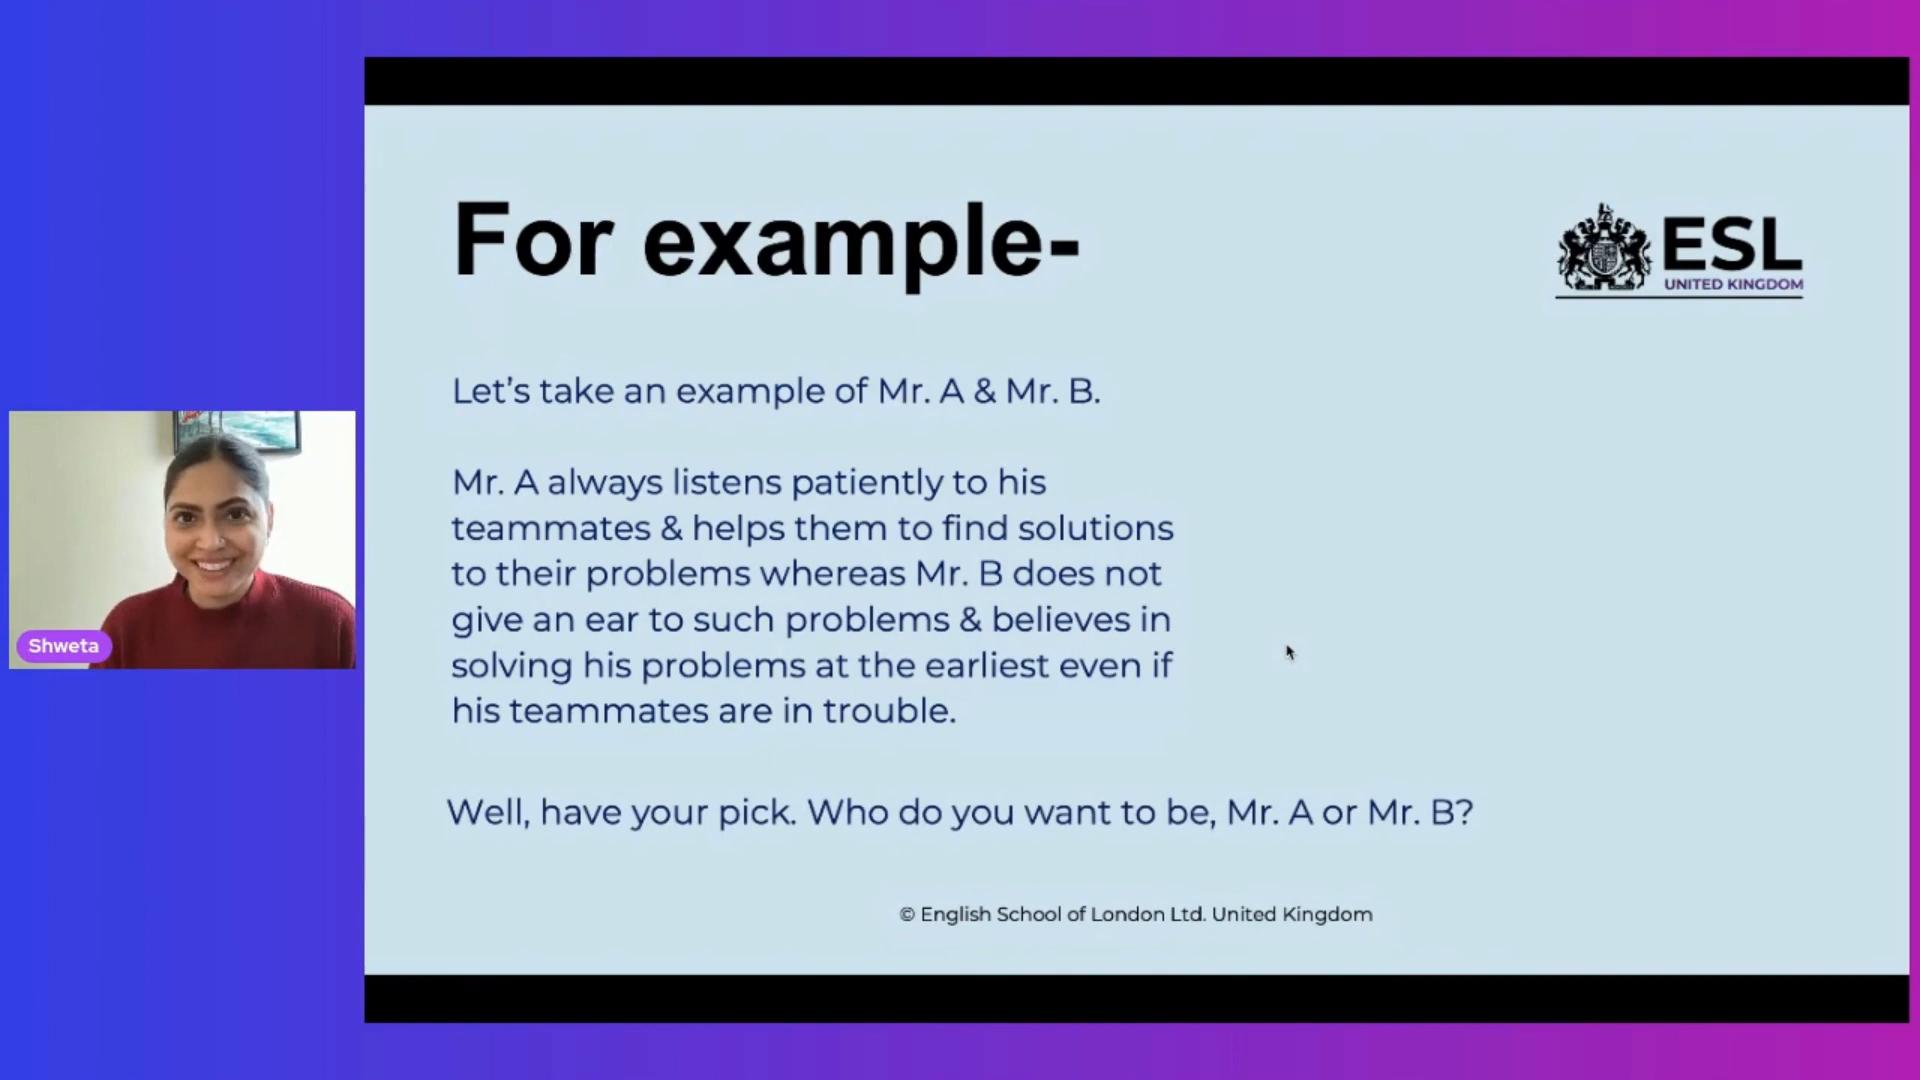 For example-
ESL
UNITED KINGDOM
Let’s take an example of Mr. A & Mr. B.
Mr. A always listens patiently to his
teammates & helps them to find solutions
to their problems whereas Mr. B does not
give an ear to such problems & believes in
solving his problems at the earliest even if
his teammates are in trouble.
Shweta
Well, have your pick. Who do you want to be, Mr. A or Mr. B?
© English School of London Ltd. United Kingdom